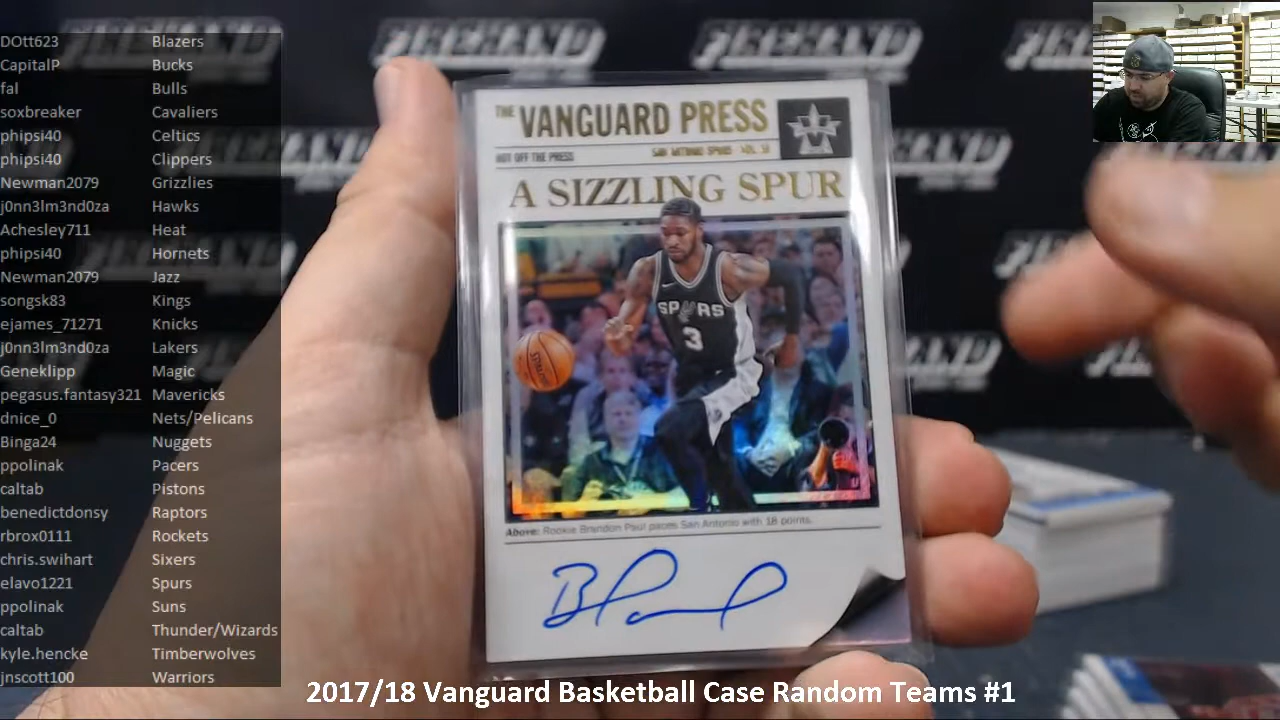 DOtt623 Blazers
CapitalP Bucks
fal Bulls
soxbreaker Cavaliers
phipsi40 Celtics
phipsi40 Clippers
Newman2079 Grizzlies
j0nn3lm3nd0za Hawks
Achesley711 Heat
phipsi40 Hornets
Newman2079 Jazz
songsk83 Kings
ejames_71271 Knicks
j0nn3lm3nd0za Lakers
Geneklipp Magic
pegasus.fantasy321 Mavericks
dnice_0 Nets/Pelicans
Binga24 Nuggets
ppolinak Pacers
caltab Pistons
benedictdonsy Raptors
rbrox0111 Rockets
chris.swihart Sixers
elavo1221 Spurs
ppolinak Suns
caltab Thunder/Wizards
kyle.hencke Timberwolves
jnscott100 Warriors
THE VANGUARD PRESS
HOT OFF THE PRESS
SAN ANTONIO SPURS VOL.
A SIZZLING SPUR
SPURS
3
SPALDING
Above: Rookie Brandon Paul paces San Antonio with 18 points.
2017/18 Vanguard Basketball Case Random Teams #1